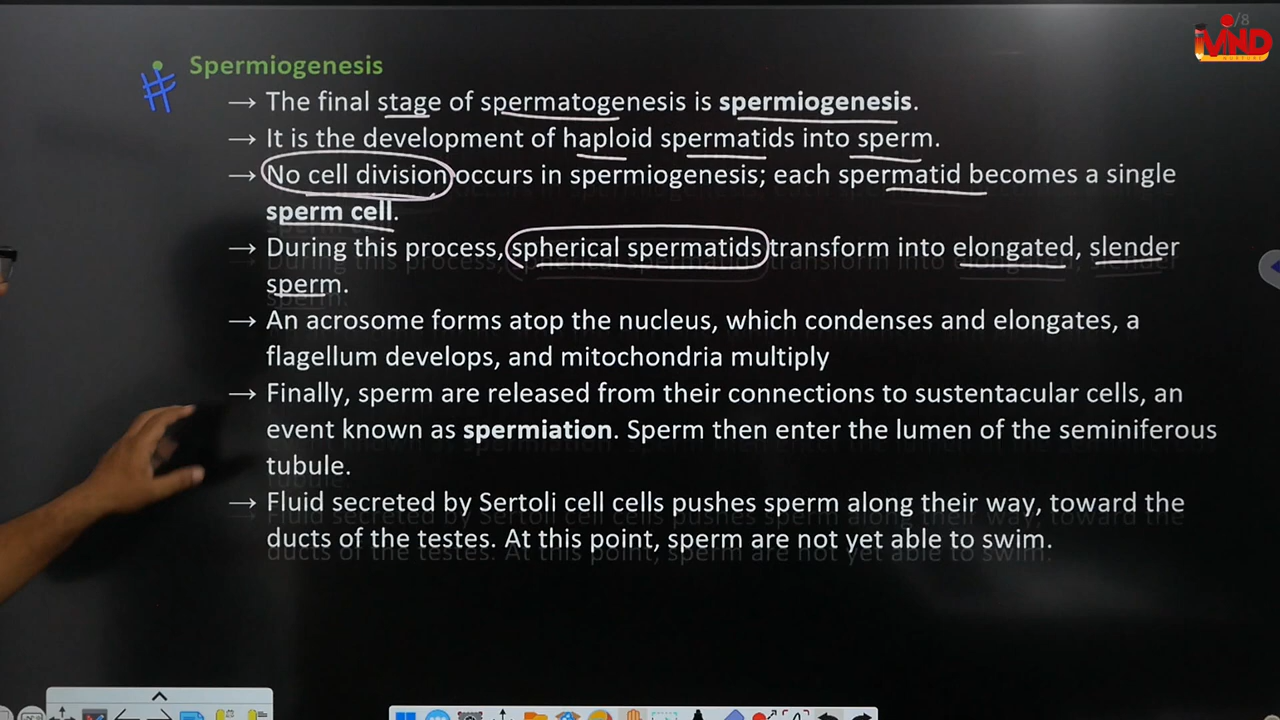 /8
iMND
NURTURE
• Spermiogenesis
#
→ The final stage of spermatogenesis is spermiogenesis.
→ It is the development of haploid spermatids into sperm.
→ No cell division occurs in spermiogenesis; each spermatid becomes a single
sperm cell.
→ During this process, spherical spermatids transform into elongated, slender
sperm.
→ An acrosome forms atop the nucleus, which condenses and elongates, a
flagellum develops, and mitochondria multiply
→ Finally, sperm are released from their connections to sustentacular cells, an
event known as spermiation. Sperm then enter the lumen of the seminiferous
tubule.
→ Fluid secreted by Sertoli cell cells pushes sperm along their way, toward the
ducts of the testes. At this point, sperm are not yet able to swim.